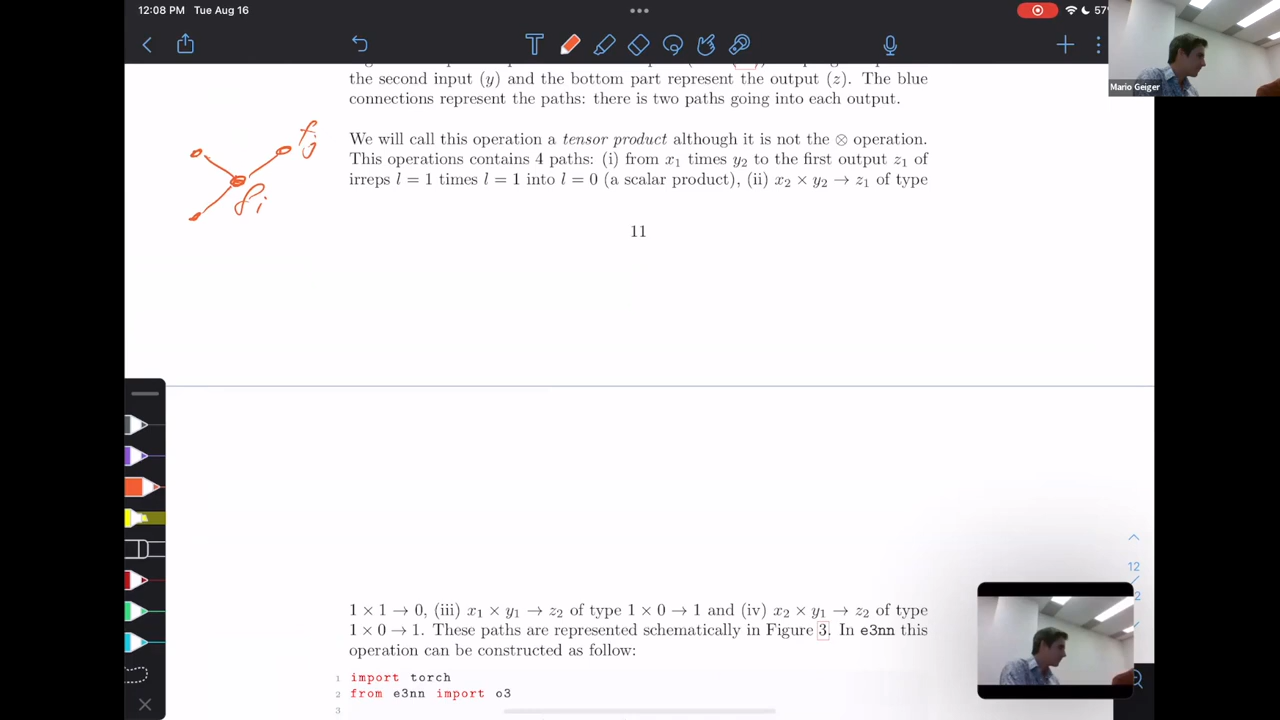 12:08 PM Tue Aug 16
57
Mario Geiger
the second input (y) and the bottom part represent the output (z). The blue
connections represent the paths: there is two paths going into each output.
We will call this operation a tensor product although it is not the ⊗ operation.
This operations contains 4 paths: (i) from x₁ times y₂ to the first output z₁ of
irreps l = 1 times l = 1 into l = 0 (a scalar product), (ii) x₂ × y₂ → z₁ of type
f j
f i
11
12
1 × 1 → 0, (iii) x₁ × y₁ → z₂ of type 1 × 0 → 1 and (iv) x₂ × y₁ → z₂ of type
1 × 0 → 1. These paths are represented schematically in Figure 3. In e3nn this
operation can be constructed as follow:
1 import torch
2 from e3nn import o3
3